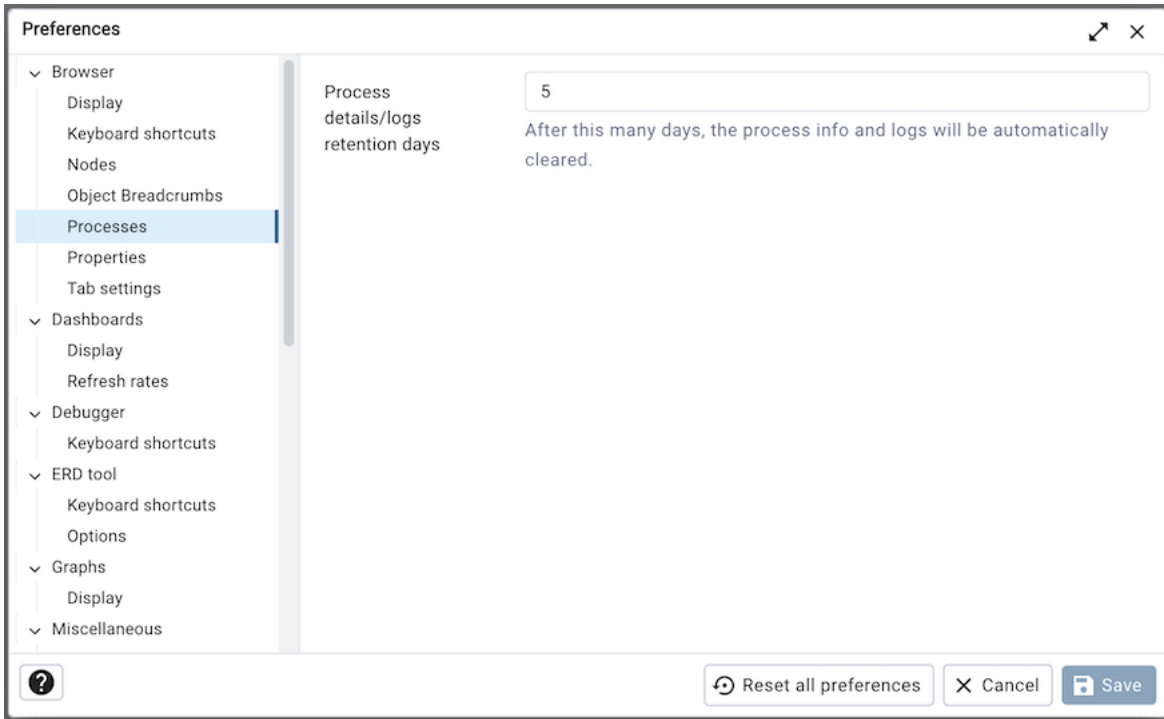 Preferences
Browser
Display
Keyboard shortcuts
Nodes
Object Breadcrumbs
Processes
Properties
Tab settings
Dashboards
Display
Refresh rates
Debugger
Keyboard shortcuts
ERD tool
Keyboard shortcuts
Options
Graphs
Display
Miscellaneous
Process
details/logs
retention days
5
After this many days, the process info and logs will be automatically
cleared.
?
Reset all preferences
Cancel
Save